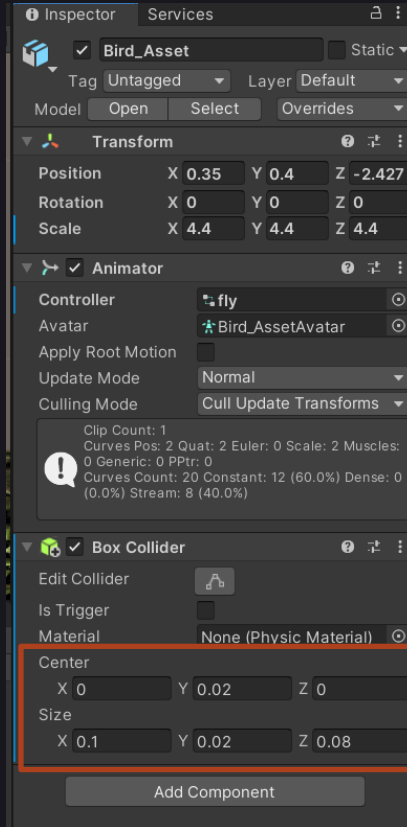 Inspector Services
Bird_Asset Static
Tag Untagged Layer Default
Model Open Select Overrides
Transform
Position X 0.35 Y 0.4 Z -2.427
Rotation X 0 Y 0 Z 0
Scale X 4.4 Y 4.4 Z 4.4
Animator
Controller fly
Avatar Bird_AssetAvatar
Apply Root Motion
Update Mode Normal
Culling Mode Cull Update Transforms
Clip Count: 1
Curves Pos: 2 Quat: 2 Euler: 0 Scale: 2 Muscles:
0 Generic: 0 PPtr: 0
Curves Count: 20 Constant: 12 (60.0%) Dense: 0
(0.0%) Stream: 8 (40.0%)
Box Collider
Edit Collider
Is Trigger
Material None (Physic Material)
Center
X 0 Y 0.02 Z 0
Size
X 0.1 Y 0.02 Z 0.08
Add Component